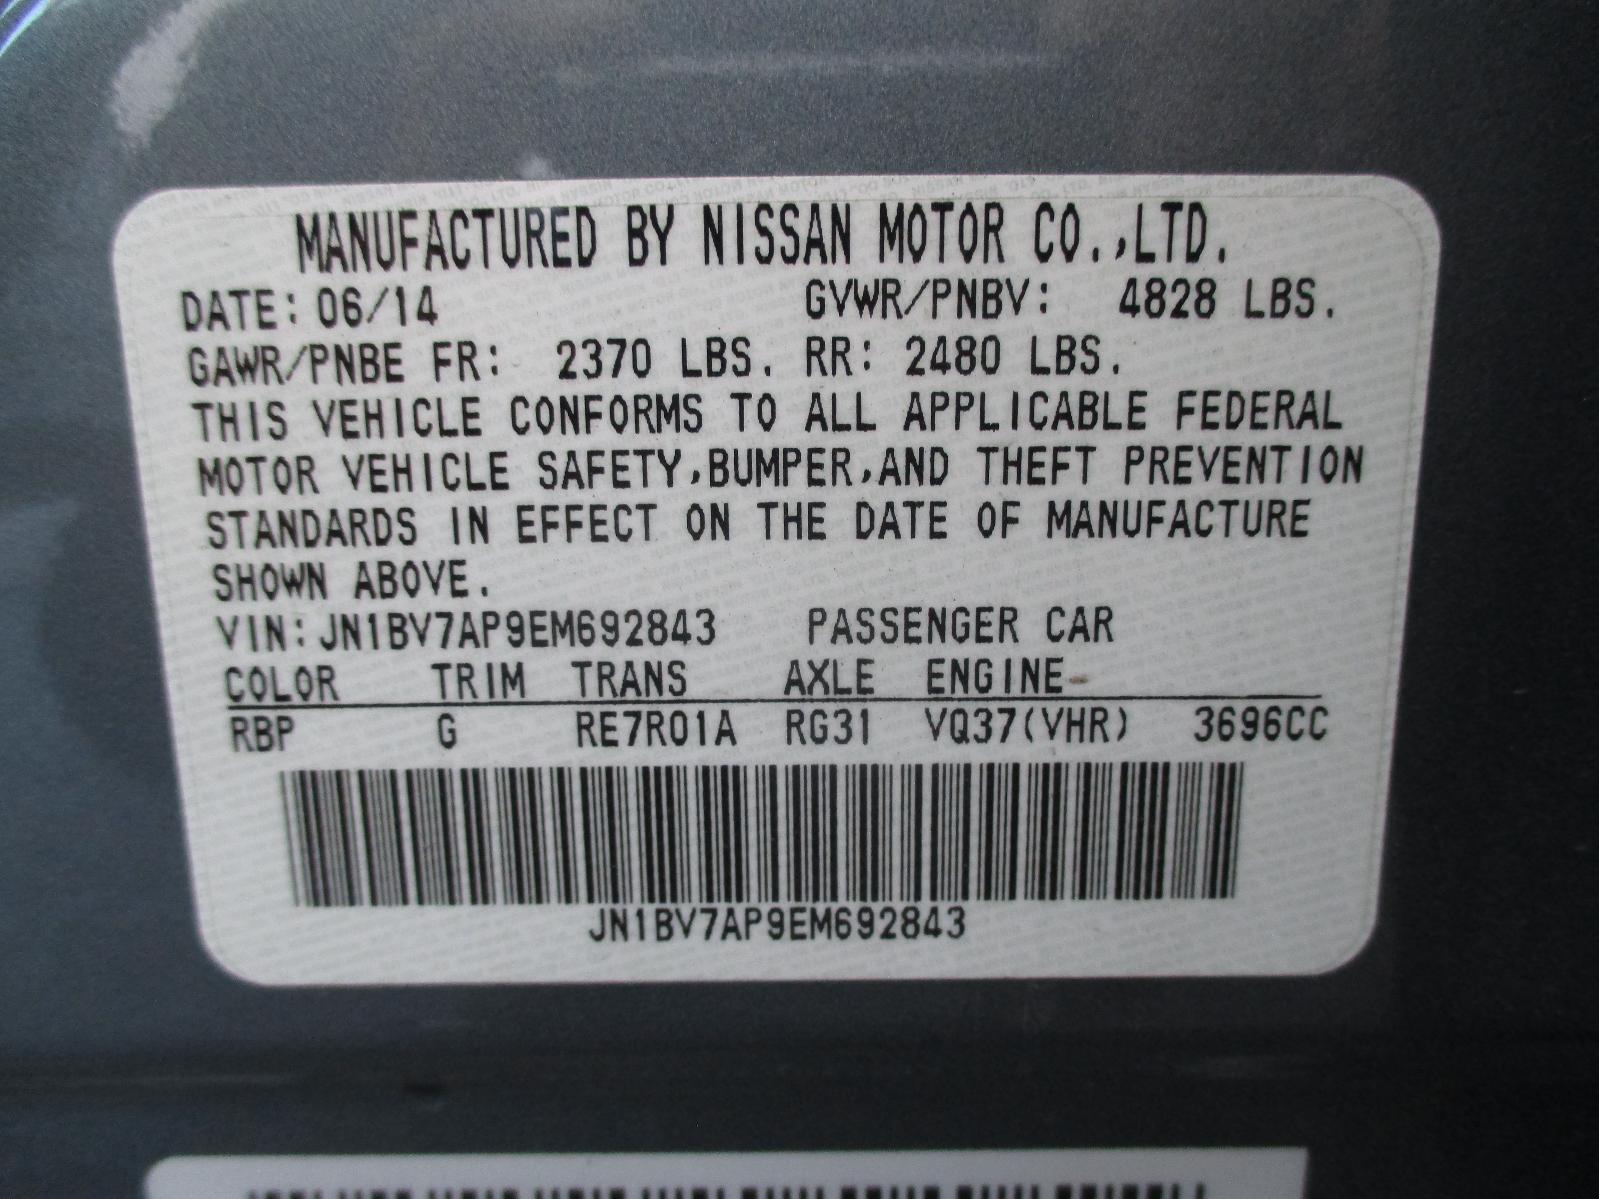 MANUFACTURED BY NISSAN MOTOR CO.,LTD.
DATE: 06/14 GVWR/PNBV: 4828 LBS.
GAWR/PNBE FR: 2370 LBS. RR: 2480 LBS.
THIS VEHICLE CONFORMS TO ALL APPLICABLE FEDERAL
MOTOR VEHICLE SAFETY,BUMPER,AND THEFT PREVENTION
STANDARDS IN EFFECT ON THE DATE OF MANUFACTURE
SHOWN ABOVE.
VIN:JN1BV7AP9EM692843 PASSENGER CAR
COLOR TRIM TRANS AXLE ENGINE
RBP G RE7R01A RG31 VQ37(VHR) 3696CC
JN1BV7AP9EM692843